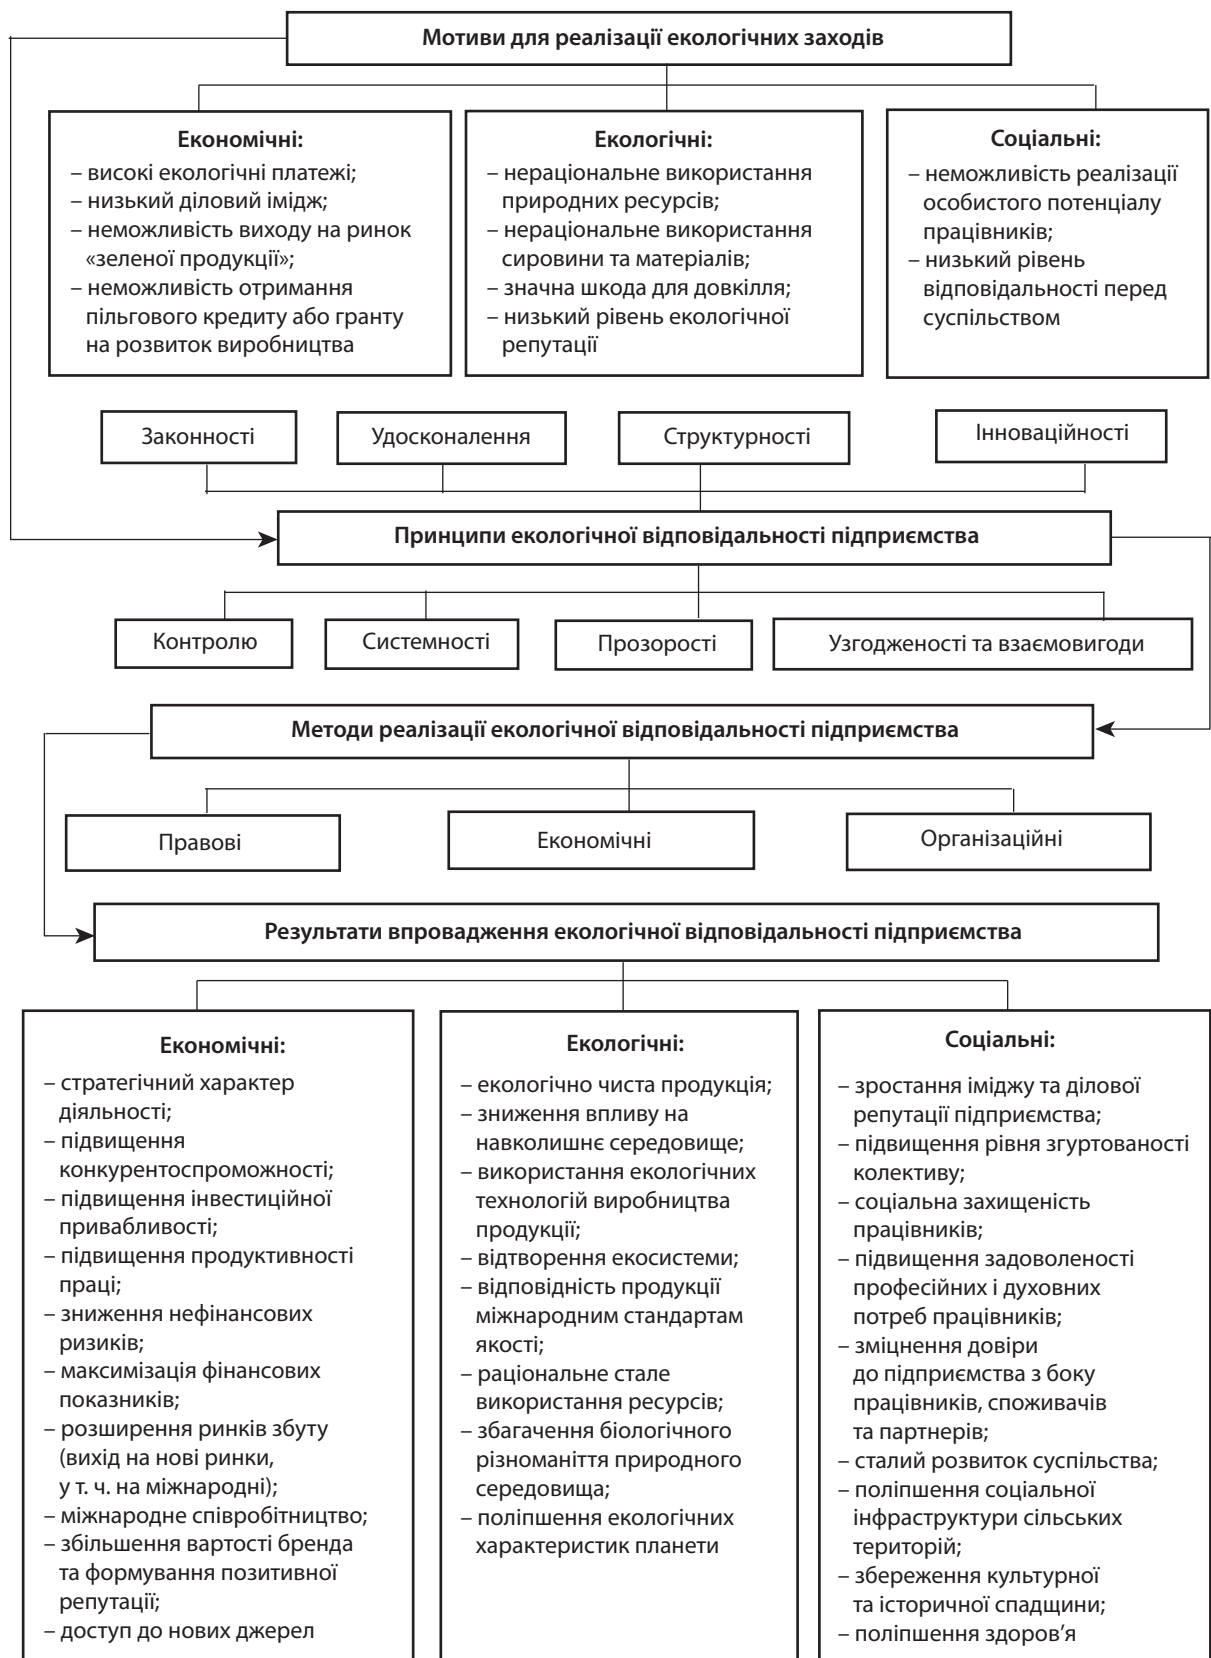 Мотиви для реалізації екологічних заходів
Економічні:
– високі екологічні платежі;
– низький діловий імідж;
– неможливість виходу на ринок
«зеленої продукції»;
– неможливість отримання
пільгового кредиту або гранту
на розвиток виробництва
Екологічні:
– нераціональне використання
природних ресурсів;
– нераціональне використання
сировини та матеріалів;
– значна шкода для довкілля;
– низький рівень екологічної
репутації
Соціальні:
– неможливість реалізації
особистого потенціалу
працівників;
– низький рівень
відповідальності перед
суспільством
Законності
Удосконалення
Структурності
Інноваційності
Принципи екологічної відповідальності підприємства
Контролю
Системності
Прозорості
Узгодженості та взаємовигоди
Методи реалізації екологічної відповідальності підприємства
Правові
Економічні
Організаційні
Результати впровадження екологічної відповідальності підприємства
Економічні:
– стратегічний характер
діяльності;
– підвищення
конкурентоспроможності;
– підвищення інвестиційної
привабливості;
– підвищення продуктивності
праці;
– зниження нефінансових
ризиків;
– максимізація фінансових
показників;
– розширення ринків збуту
(вихід на нові ринки,
у т. ч. на міжнародні);
– міжнародне співробітництво;
– збільшення вартості бренда
та формування позитивної
репутації;
– доступ до нових джерел
Екологічні:
– екологічно чиста продукція;
– зниження впливу на
навколишнє середовище;
– використання екологічних
технологій виробництва
продукції;
– відтворення екосистеми;
– відповідність продукції
міжнародним стандартам
якості;
– раціональне стале
використання ресурсів;
– збагачення біологічного
різноманіття природного
середовища;
– поліпшення екологічних
характеристик планети
Соціальні:
– зростання іміджу та ділової
репутації підприємства;
– підвищення рівня згуртованості
колективу;
– соціальна захищеність
працівників;
– підвищення задоволеності
професійних і духовних
потреб працівників;
– зміцнення довіри
до підприємства з боку
працівників, споживачів
та партнерів;
– сталий розвиток суспільства;
– поліпшення соціальної
інфраструктури сільських
територій;
– збереження культурної
та історичної спадщини;
– поліпшення здоров’я